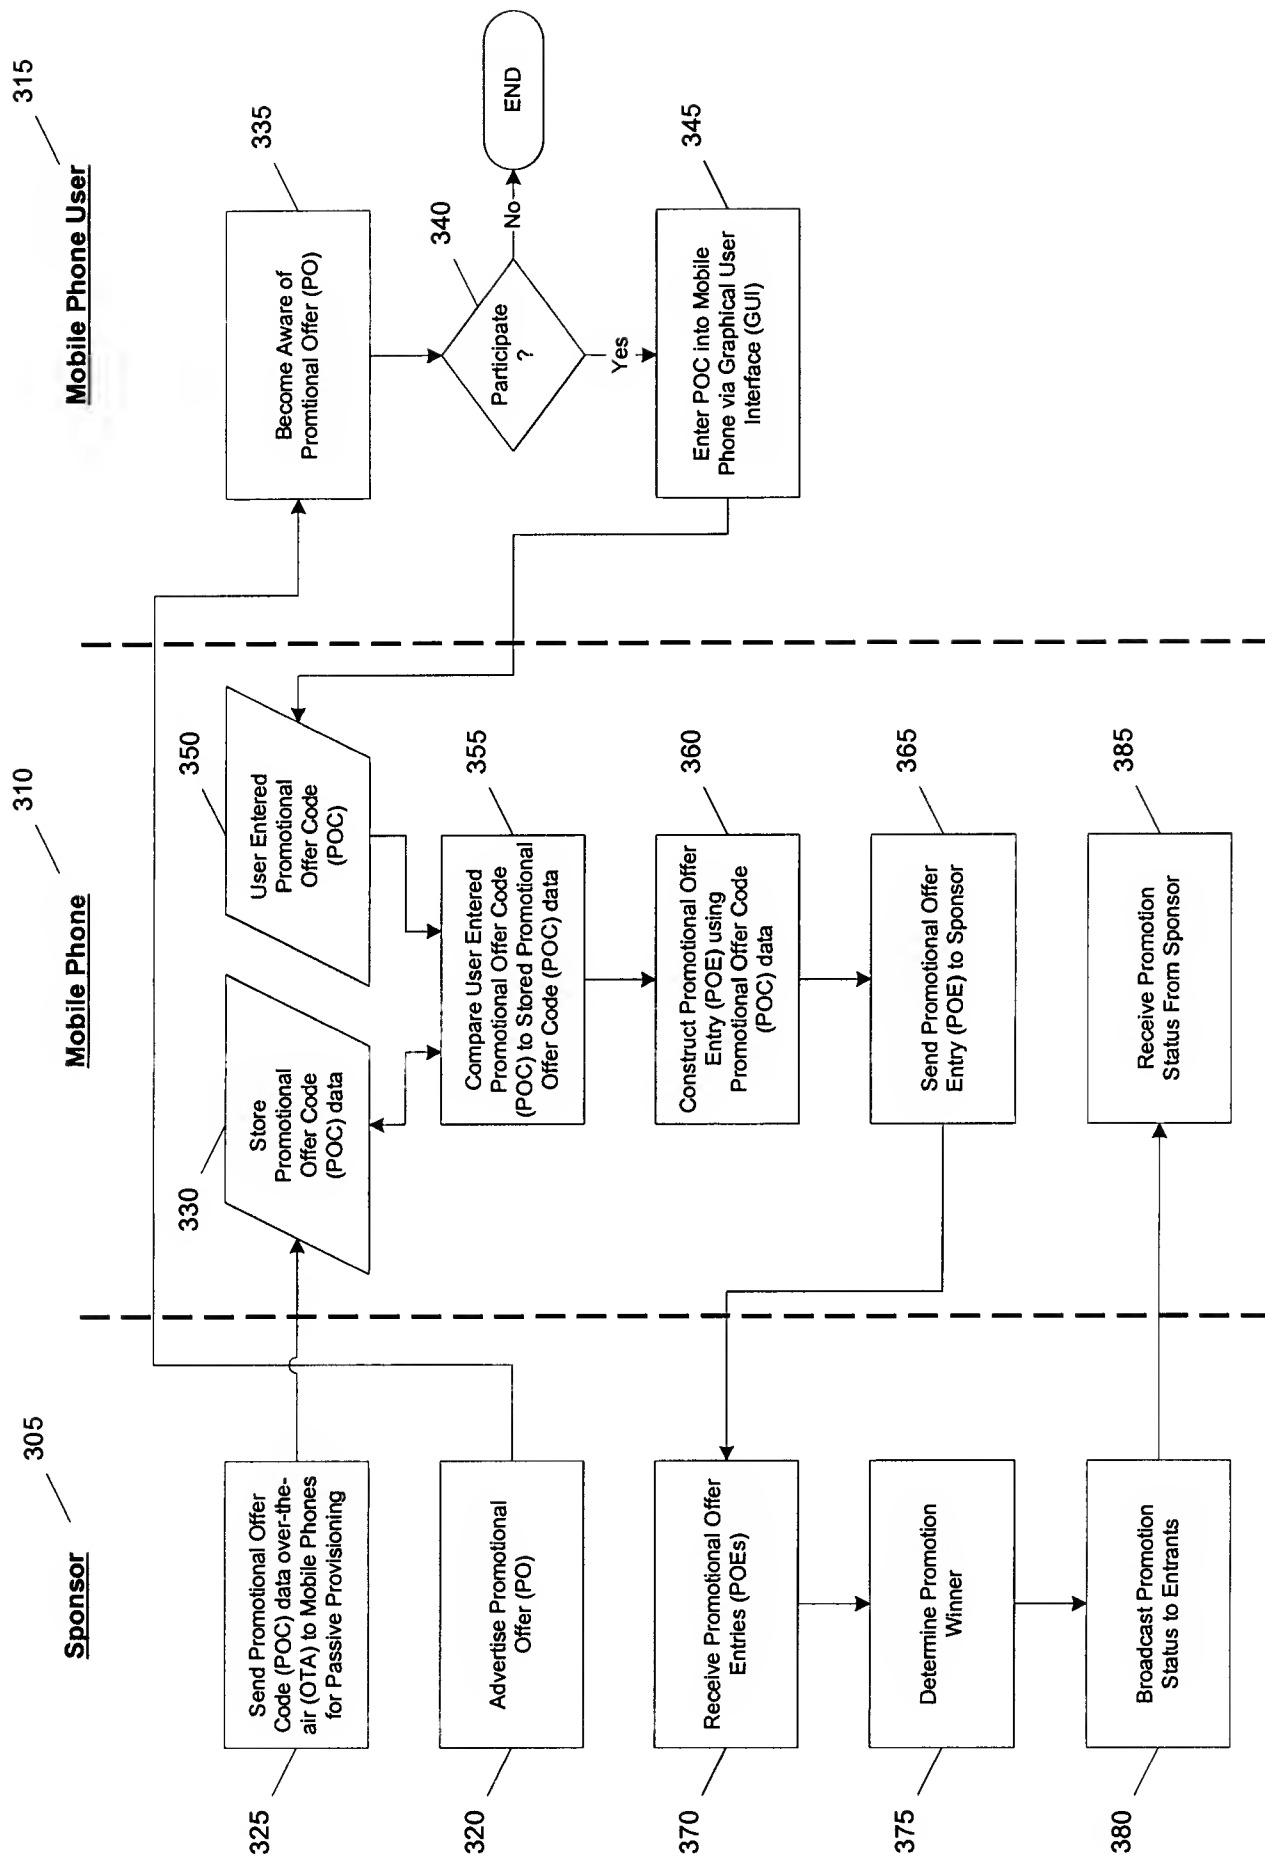 305
Sponsor
310
Mobile Phone
315
Mobile Phone User
325
Send Promotional Offer
Code (POC) data over-the-
air (OTA) to Mobile Phones
for Passive Provisioning
330
Store
Promotional
Offer Code
(POC) data
350
User Entered
Promotional
Offer Code
(POC)
335
Become Aware of
Promtional Offer (PO)
320
Advertise Promotional
Offer (PO)
355
Compare User Entered
Promotional Offer Code
(POC) to Stored Promotional
Offer Code (POC) data
340
Participate
?
No
END
Yes
370
Receive Promotional Offer
Entries (POEs)
360
Construct Promotional Offer
Entry (POE) using
Promotional Offer Code
(POC) data
345
Enter POC into Mobile
Phone via Graphical User
Interface (GUI)
375
Determine Promotion
Winner
365
Send Promotional Offer
Entry (POE) to Sponsor
380
Broadcast Promotion
Status to Entrants
385
Receive Promotion
Status From Sponsor